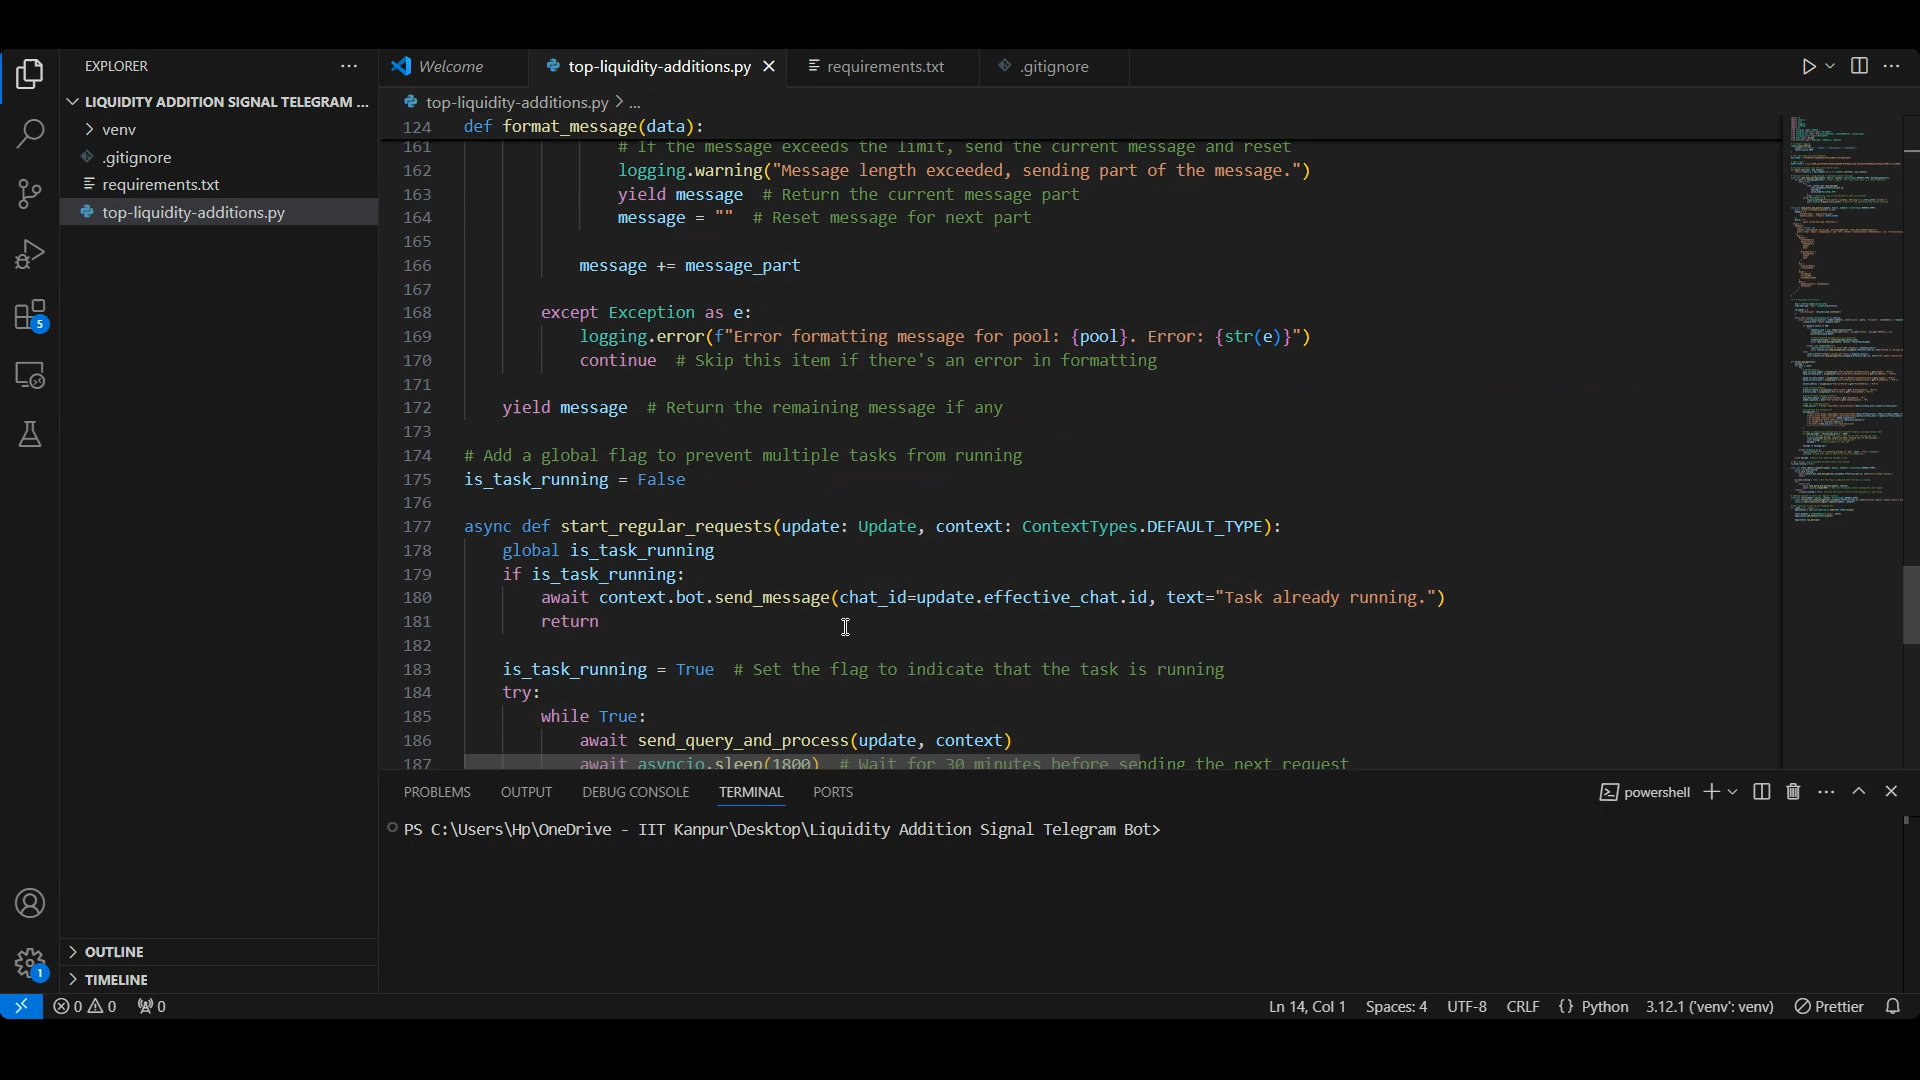 EXPLORER
LIQUIDITY ADDITION SIGNAL TELEGRAM ...
venv
.gitignore
requirements.txt
top-liquidity-additions.py
OUTLINE
TIMELINE
Welcome
top-liquidity-additions.py
requirements.txt
.gitignore
top-liquidity-additions.py > ...
124 def format_message(data):
161 # If the message exceeds the limit, send the current message and reset
162 logging.warning("Message length exceeded, sending part of the message.")
163 yield message # Return the current message part
164 message = "" # Reset message for next part
165
166 message += message_part
167
168 except Exception as e:
169 logging.error(f"Error formatting message for pool: {pool}. Error: {str(e)}")
170 continue # Skip this item if there's an error in formatting
171
172 yield message # Return the remaining message if any
173
174 # Add a global flag to prevent multiple tasks from running
175 is_task_running = False
176
177 async def start_regular_requests(update: Update, context: ContextTypes.DEFAULT_TYPE):
178 global is_task_running
179 if is_task_running:
180 await context.bot.send_message(chat_id=update.effective_chat.id, text="Task already running.")
181 return
182
183 is_task_running = True # Set the flag to indicate that the task is running
184 try:
185 while True:
186 await send_query_and_process(update, context)
187 await asyncio.sleep(1800) # Wait for 30 minutes before sending the next request
PROBLEMS OUTPUT DEBUG CONSOLE TERMINAL PORTS
powershell
PS C:\Users\Hp\OneDrive - IIT Kanpur\Desktop\Liquidity Addition Signal Telegram Bot>
5
1
0 0 0
Ln 14, Col 1 Spaces: 4 UTF-8 CRLF {} Python 3.12.1 ('venv': venv) Prettier